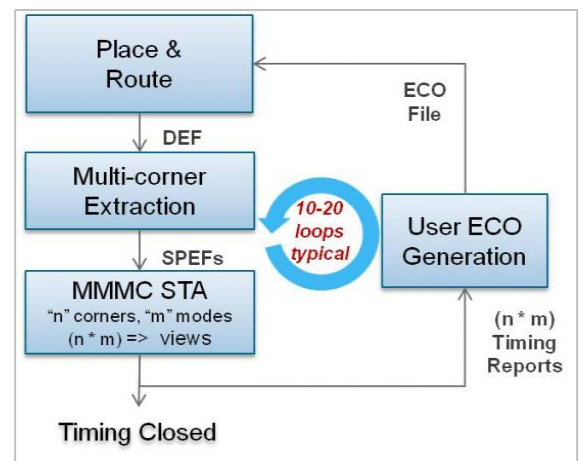 Place &
Route
ECO
File
DEF
Multi-corner
Extraction
10-20
loops
typical
User ECO
Generation
SPEFs
MMMC STA
“n” corners, “m” modes
(n * m) => views
(n * m)
Timing
Reports
Timing Closed